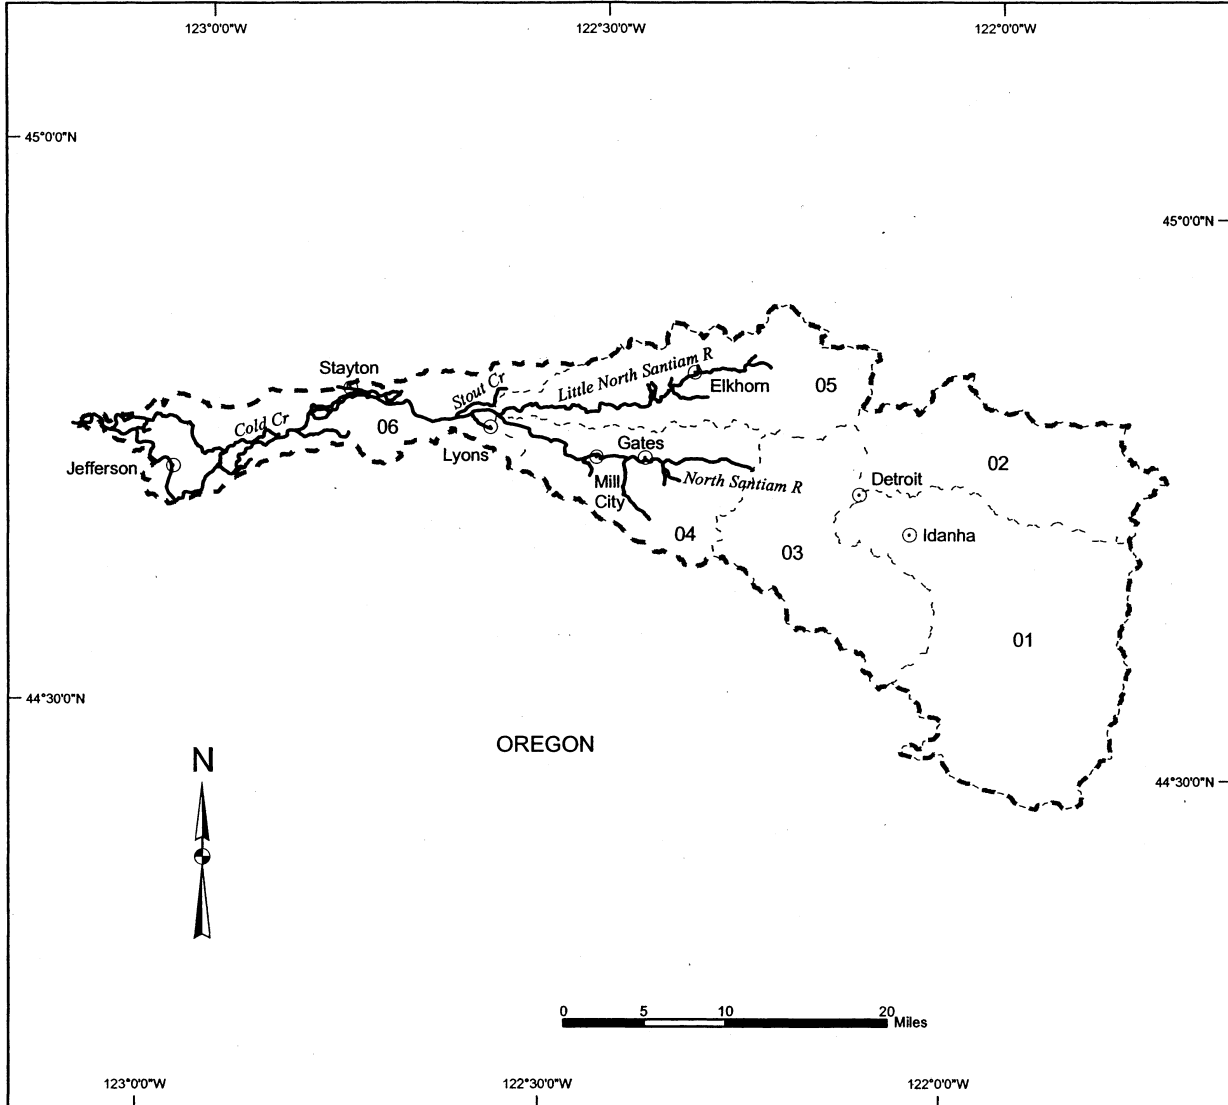 123°0'0"W
122°30'0"W
122°0'0"W
45°0'0"N
45°0'0"N
Stayton
Stout Cr
Little North Santiam R
Elkhorn
05
Cold Cr
06
Gates
Jefferson
Lyons
02
Mill
City
North Santiam R
Detroit
04
Idanha
03
01
44°30'0"N
OREGON
N
44°30'0"N
0
5
10
20
Miles
123°0'0"W
122°30'0"W
122°0'0"W